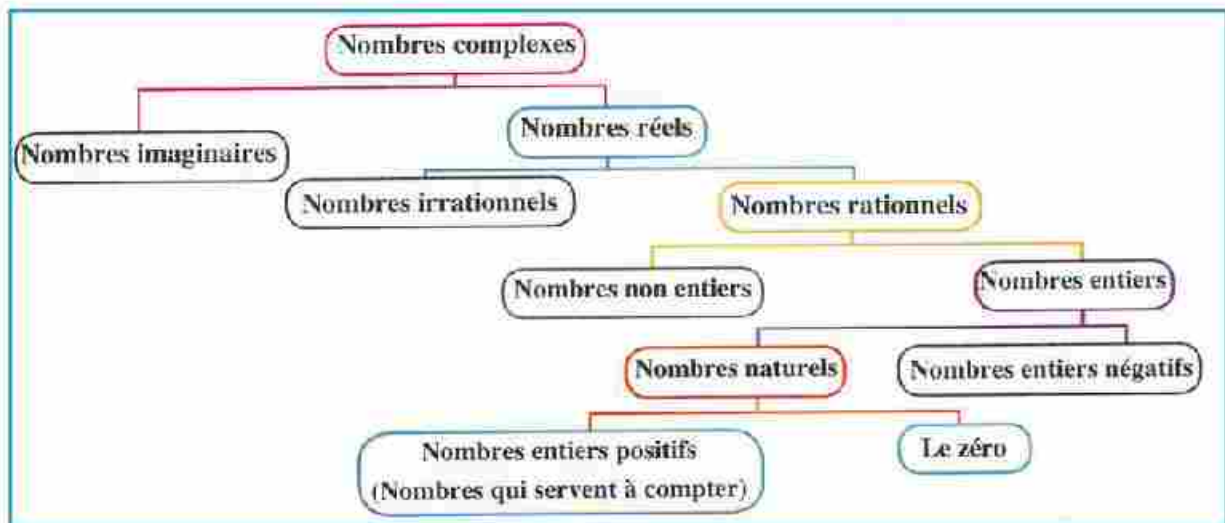 Nombres complexes
Nombres réels
Nombres imaginaires
Nombres irrationnels
Nombres rationnels
Nombres non entiers
Nombres entiers
Nombres naturels
Nombres entiers négatifs
Nombres entiers positifs
(Nombres qui servent à compter)
Le zéro